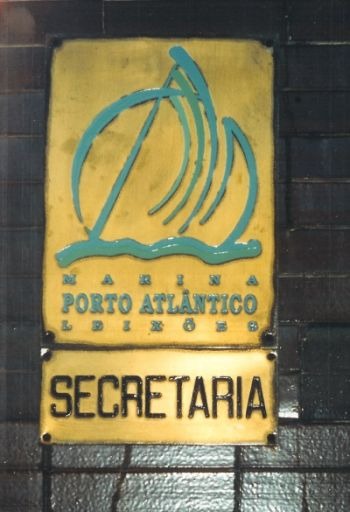 MARINA
PORTO ATLÂNTICO
LEIXÕES
SECRETARIA